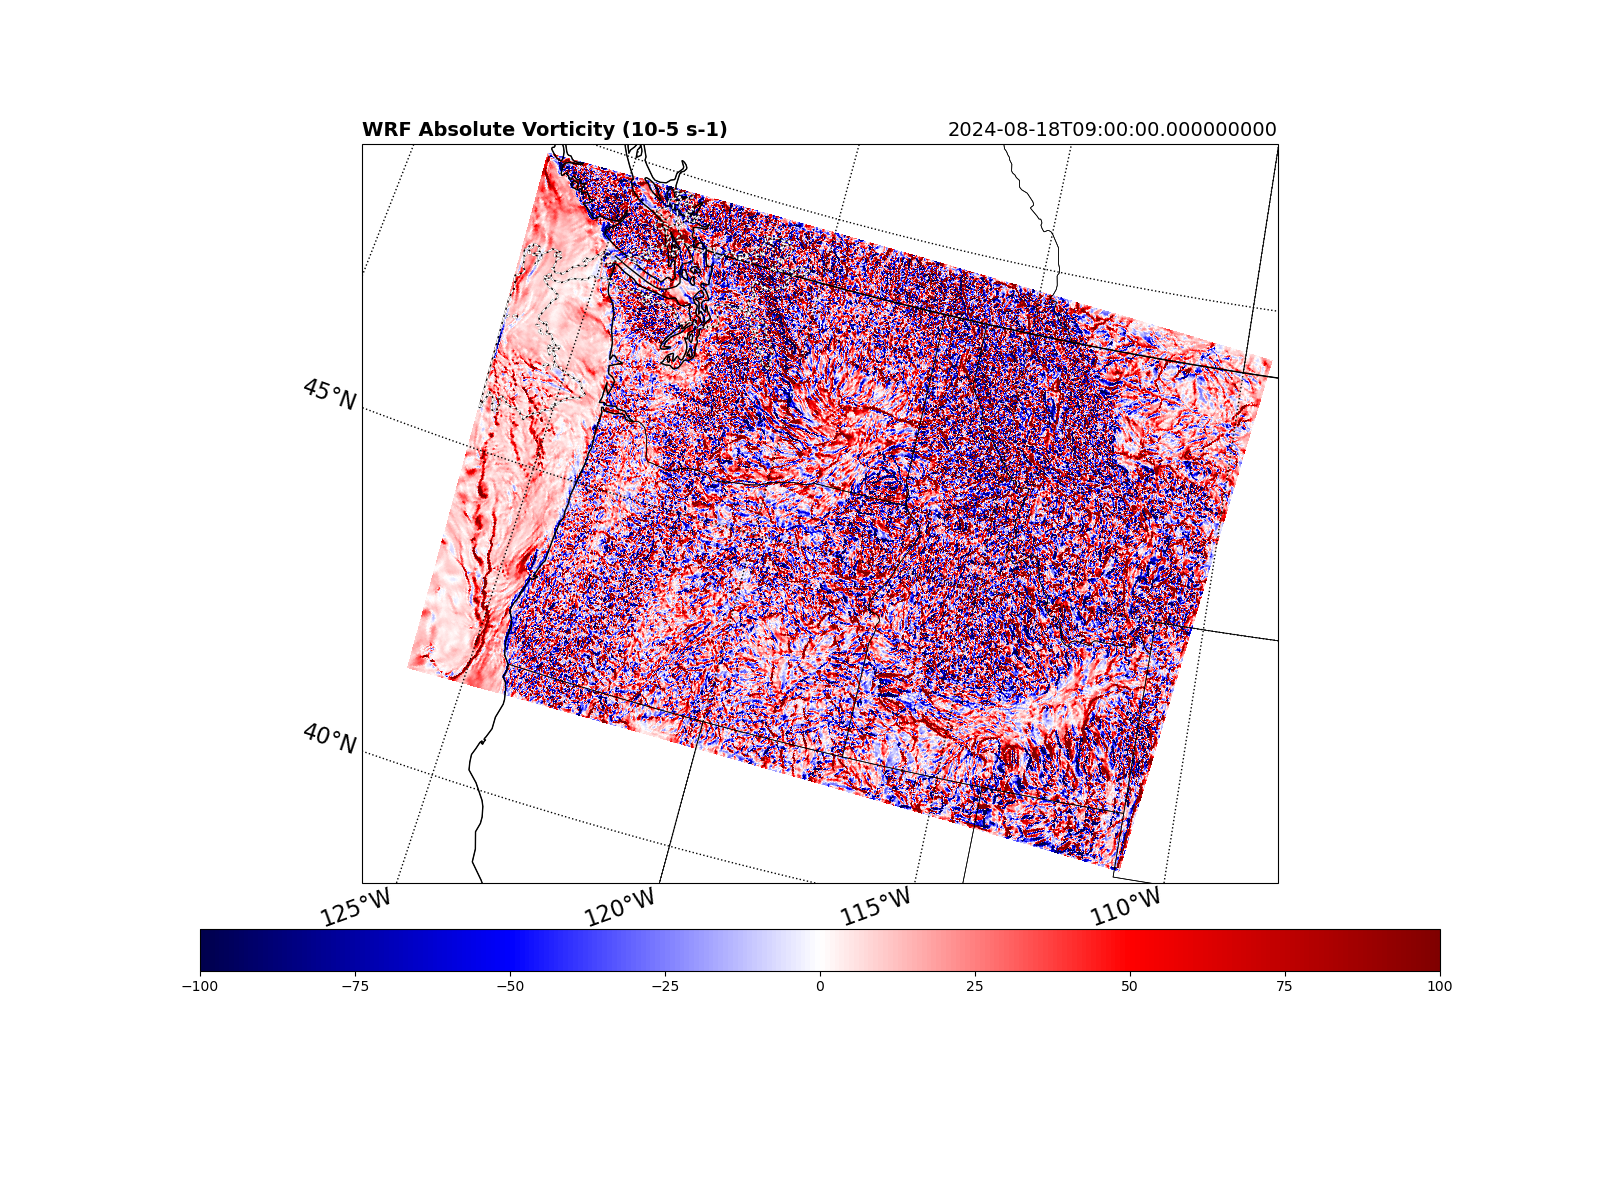 WRF Absolute Vorticity (10-5 s-1) 2024-08-18T09:00:00.000000000
45°N
40°N
125°W 120°W 115°W 110°W
−100 −75 −50 −25 0 25 50 75 100